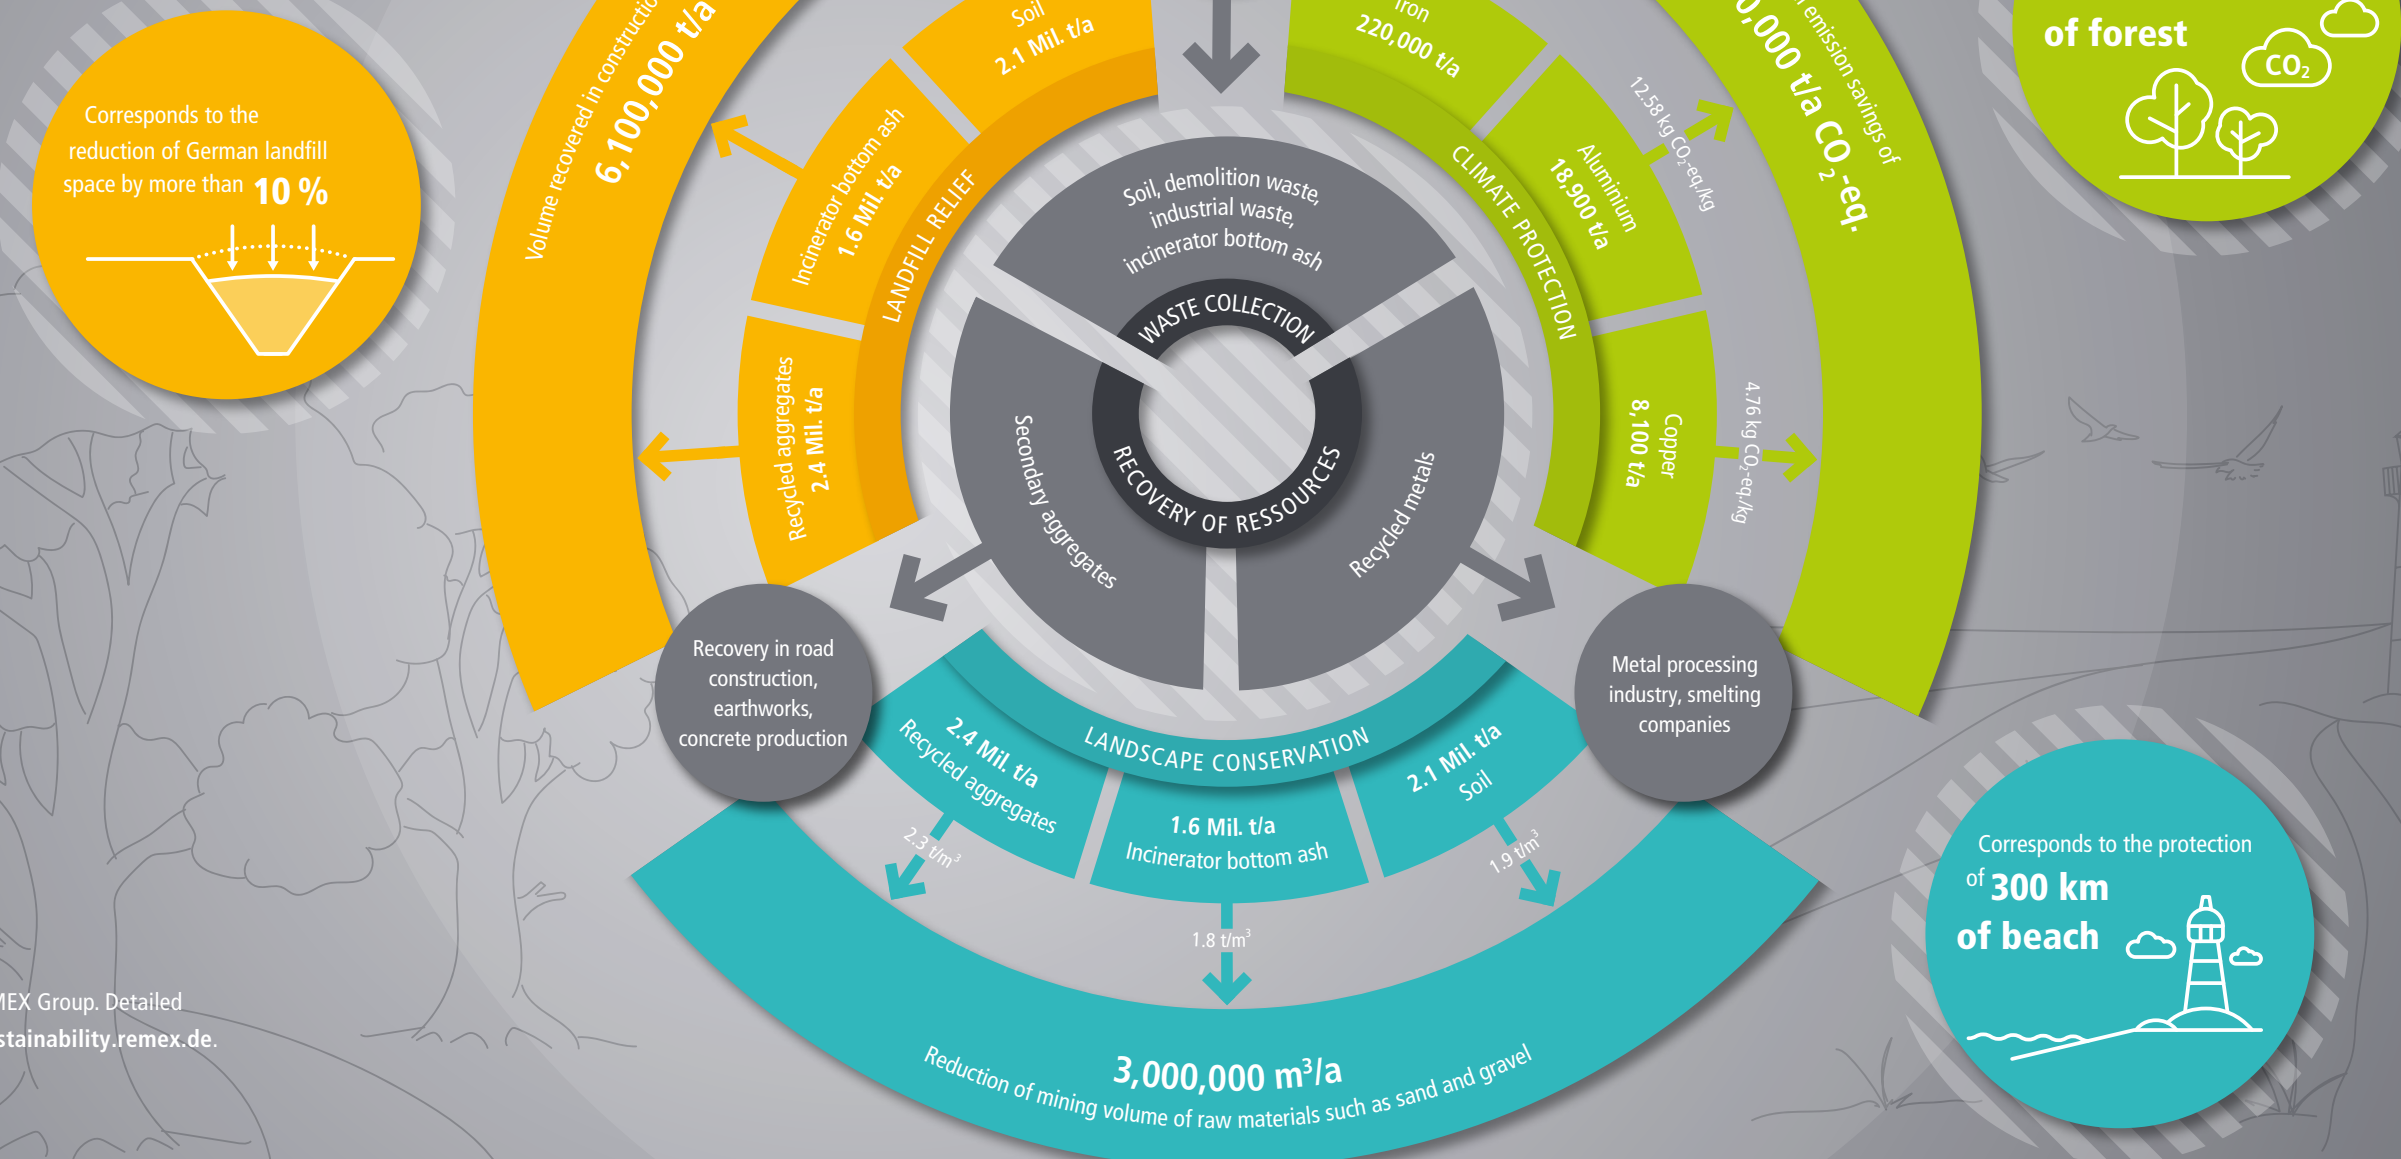 Corresponds to the
reduction of German landfill
space by more than 10 %
Volume recovered in
6,100,000 t/a
Soil
2.1 Mil. t/a
Incinerator bottom ash
1.6 Mil. t/a
Recycled aggregates
2.4 Mil. t/a
LANDFILL RELIEF
Iron
220,000 t/a
Aluminium
18,900 t/a
Copper
8,100 t/a
CLIMATE PROTECTION
12.58 kg CO₂-eq./kg
4.76 kg CO₂-eq./kg
emission savings of
t/a CO₂-eq.
of forest
CO₂
Soil, demolition waste,
industrial waste,
incinerator bottom ash
WASTE COLLECTION
RECOVERY OF RESSOURCES
Secondary aggregates
Recycled metals
Recovery in road
construction,
earthworks,
concrete production
Metal processing
industry, smelting
companies
LANDSCAPE CONSERVATION
2.4 Mil. t/a
Recycled aggregates
1.6 Mil. t/a
Incinerator bottom ash
2.1 Mil. t/a
Soil
2.3 t/m³
1.8 t/m³
1.9 t/m³
3,000,000 m³/a
Reduction of mining volume of raw materials such as sand and gravel
Corresponds to the protection
of 300 km
of beach
Group. Detailed
stainability.remex.de.